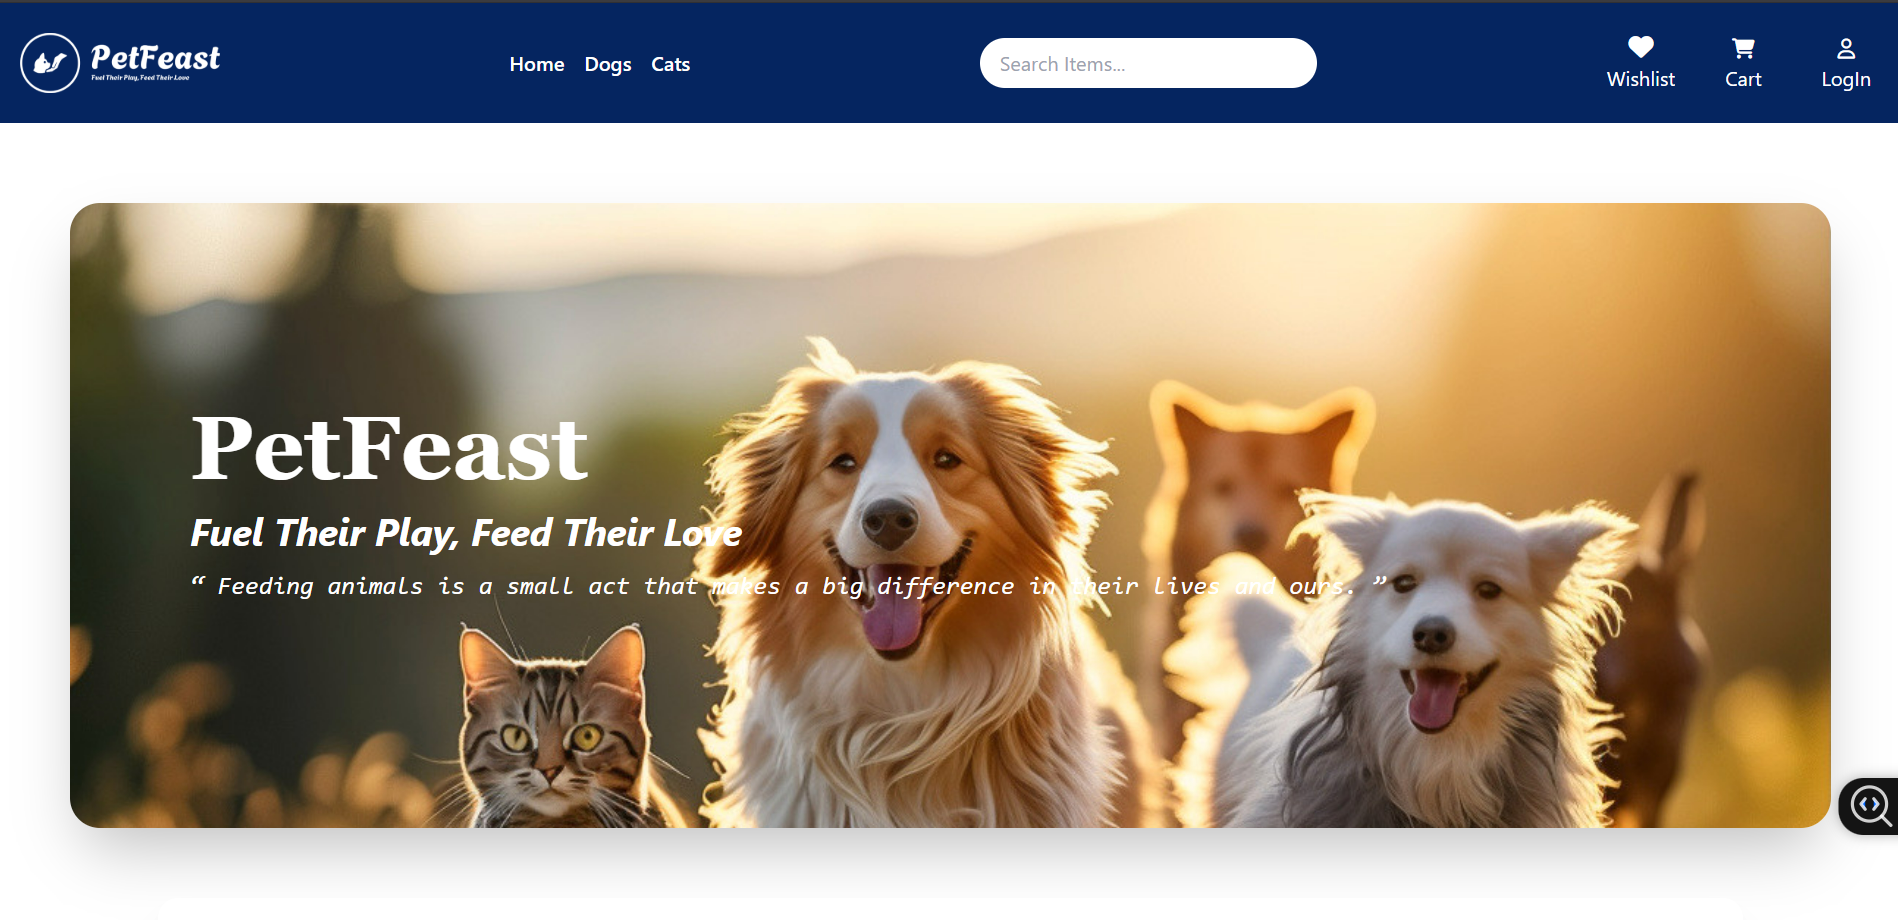 PetFeast
Fuel Their Play, Feed Their Love
Home Dogs Cats
Search Items...
Wishlist
Cart
LogIn
PetFeast
Fuel Their Play, Feed Their Love
“ Feeding animals is a small act that makes a big difference in their lives and ours. ”